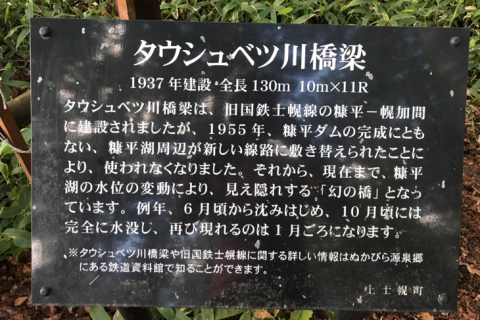 タウシュベツ川橋梁
1937年建設 全長130m 10m×11R
タウシュベツ川橋梁は、旧国鉄士幌線の糠平−幌加間
に建設されましたが、1955年、糠平ダムの完成にとも
ない、糠平湖周辺が新しい線路に敷き替えられたことに
より、使われなくなりました。それから、現在まで、糠平
湖の水位の変動により、見え隠れする「幻の橋」となっ
ています。例年、6月頃から沈みはじめ、10月頃には
完全に水没し、再び現れるのは1月ごろになります。
※タウシュベツ川橋梁や旧国鉄士幌線に関する詳しい情報はぬかびら源泉郷
にある鉄道資料館で知ることができます。
上士幌町